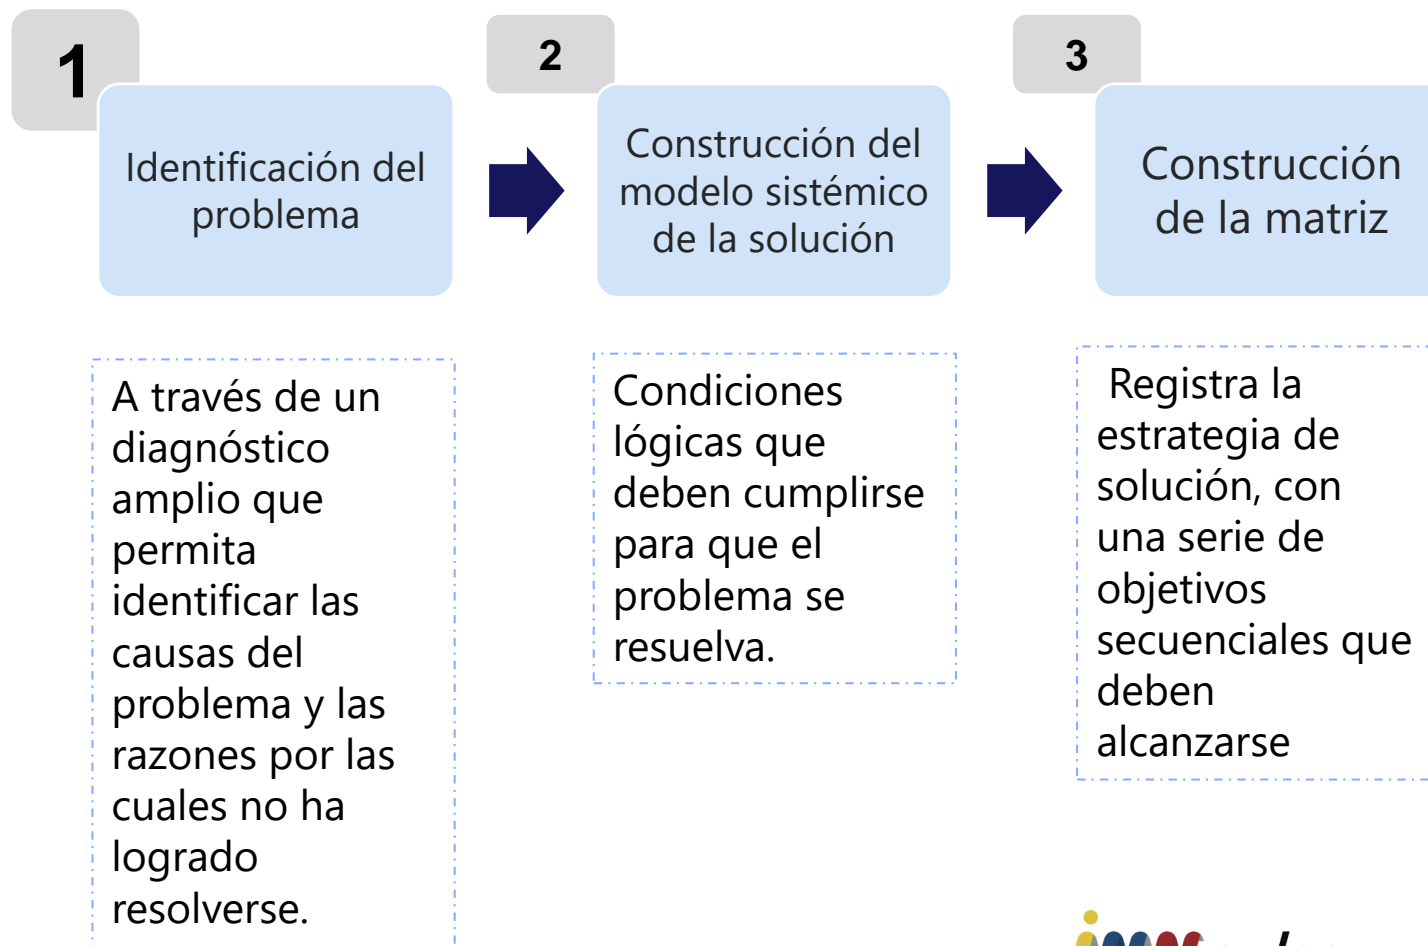 1
Identificación del
problema
A través de un
diagnóstico
amplio que
permita
identificar las
causas del
problema y las
razones por las
cuales no ha
logrado
resolverse.
2
Construcción del
modelo sistémico
de la solución
Condiciones
lógicas que
deben cumplirse
para que el
problema se
resuelva.
3
Construcción
de la matriz
Registra la
estrategia de
solución, con
una serie de
objetivos
secuenciales que
deben
alcanzarse